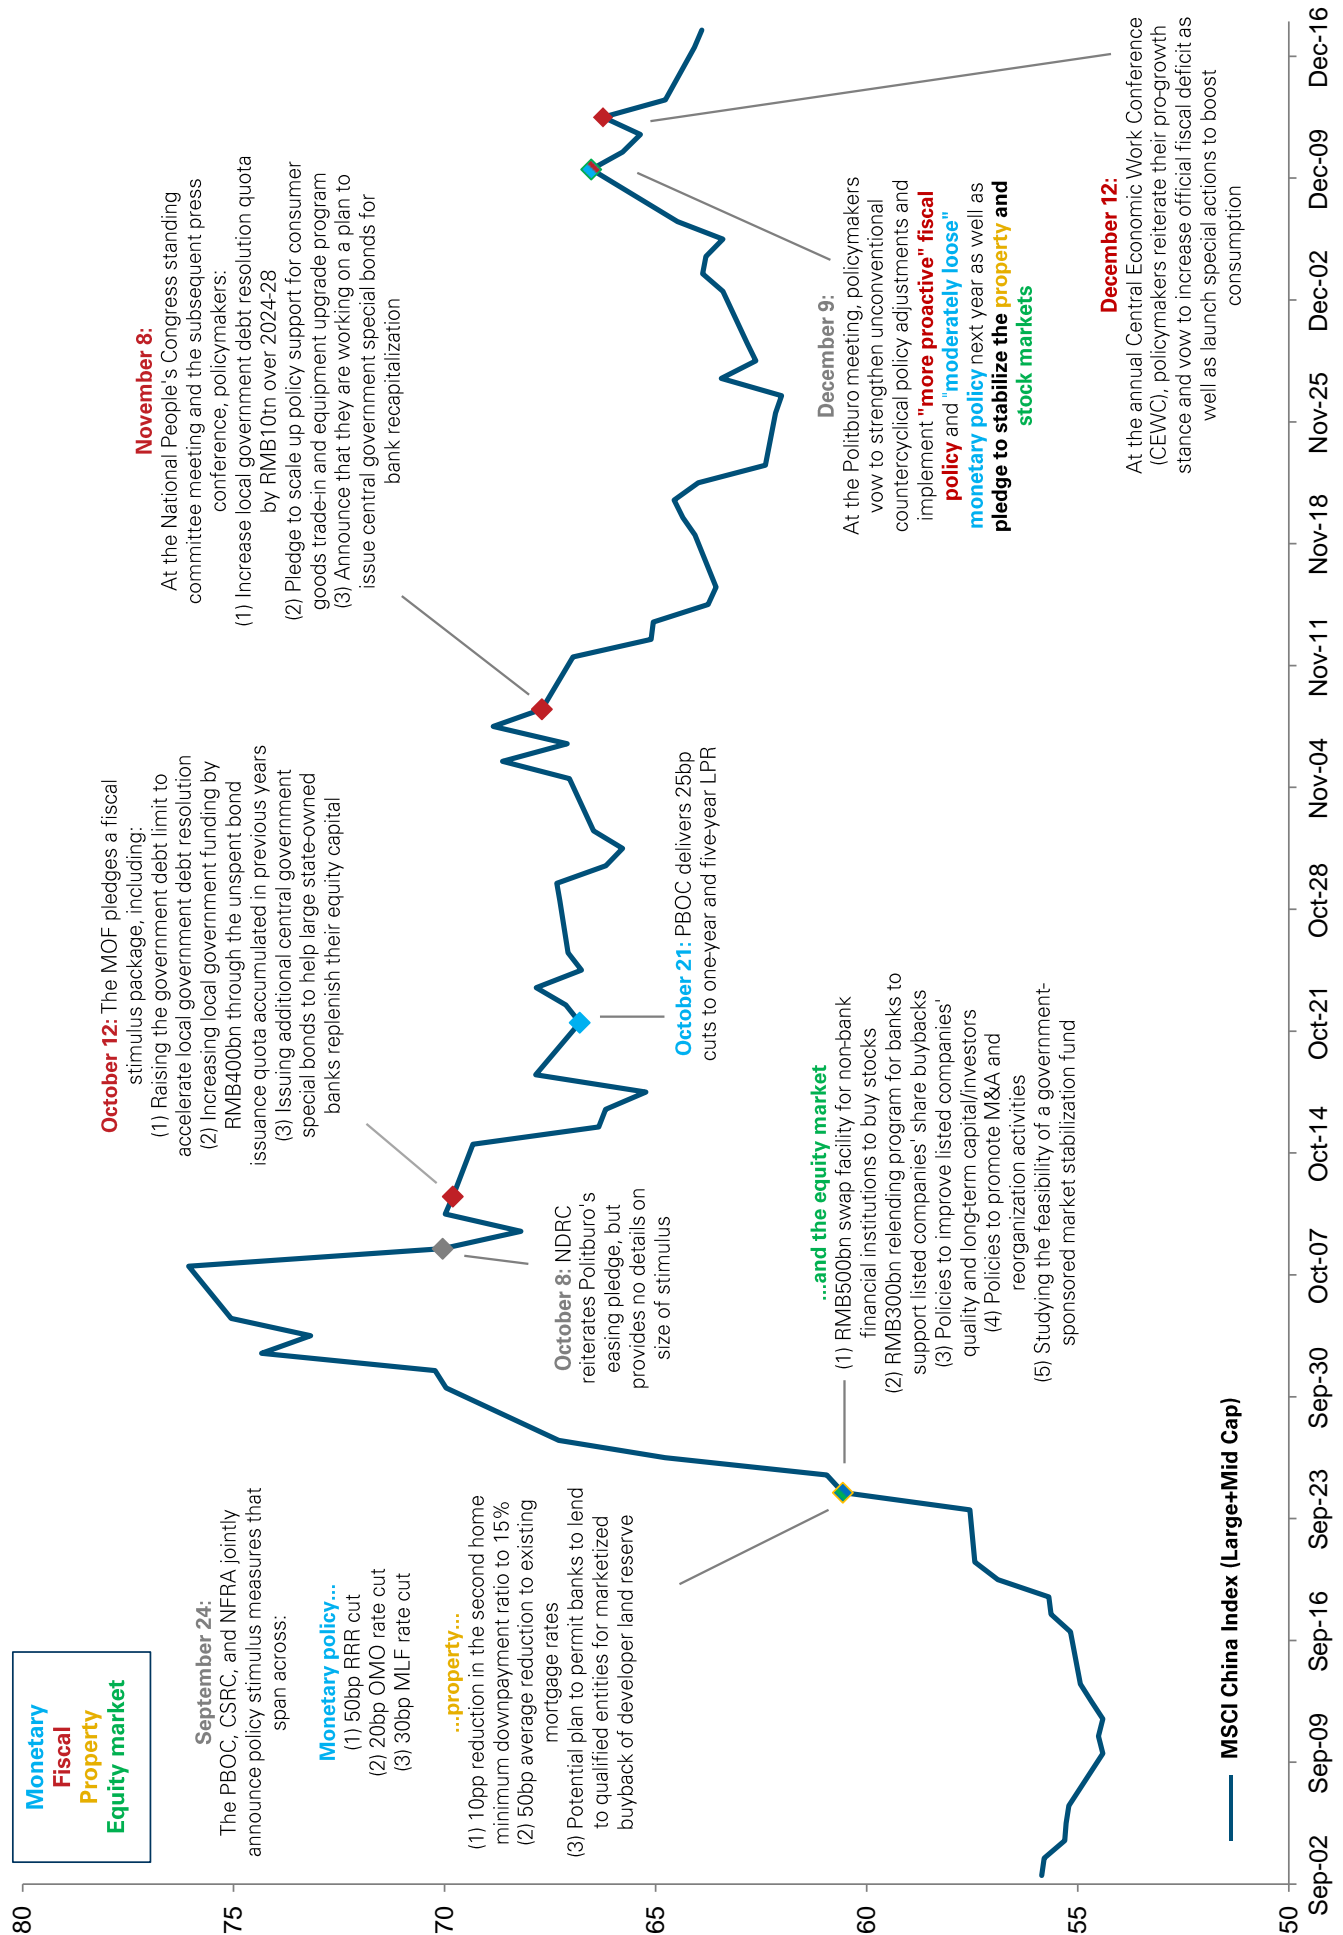 Monetary
Fiscal
Property
Equity market
September 24:
The PBOC, CSRC, and NFRA jointly
announce policy stimulus measures that
span across:
Monetary policy...
(1) 50bp RRR cut
(2) 20bp OMO rate cut
(3) 30bp MLF rate cut
...property...
(1) 10pp reduction in the second home
minimum downpayment ratio to 15%
(2) 50bp average reduction to existing
mortgage rates
(3) Potential plan to permit banks to lend
to qualified entities for marketized
buyback of developer land reserve
...and the equity market
(1) RMB500bn swap facility for non-bank
financial institutions to buy stocks
(2) RMB300bn relending program for banks to
support listed companies' share buybacks
(3) Policies to improve listed companies'
quality and long-term capital/investors
(4) Policies to promote M&A and
reorganization activities
(5) Studying the feasibility of a government-
sponsored market stabilization fund
October 8: NDRC
reiterates Politburo's
easing pledge, but
provides no details on
size of stimulus
October 12: The MOF pledges a fiscal
stimulus package, including:
(1) Raising the government debt limit to
accelerate local government debt resolution
(2) Increasing local government funding by
RMB400bn through the unspent bond
issuance quota accumulated in previous years
(3) Issuing additional central government
special bonds to help large state-owned
banks replenish their equity capital
October 21: PBOC delivers 25bp
cuts to one-year and five-year LPR
November 8:
At the National People's Congress standing
committee meeting and the subsequent press
conference, policymakers:
(1) Increase local government debt resolution quota
by RMB10tn over 2024-28
(2) Pledge to scale up policy support for consumer
goods trade-in and equipment upgrade program
(3) Announce that they are working on a plan to
issue central government special bonds for
bank recapitalization
December 9:
At the Politburo meeting, policymakers
vow to strengthen unconventional
countercyclical policy adjustments and
implement "more proactive" fiscal
policy and "moderately loose"
monetary policy next year as well as
pledge to stabilize the property and
stock markets
December 12:
At the annual Central Economic Work Conference
(CEWC), policymakers reiterate their pro-growth
stance and vow to increase official fiscal deficit as
well as launch special actions to boost
consumption
MSCI China Index (Large+Mid Cap)
80
75
70
65
60
55
50
Sep-02
Sep-09
Sep-16
Sep-23
Sep-30
Oct-07
Oct-14
Oct-21
Oct-28
Nov-04
Nov-11
Nov-18
Nov-25
Dec-02
Dec-09
Dec-16